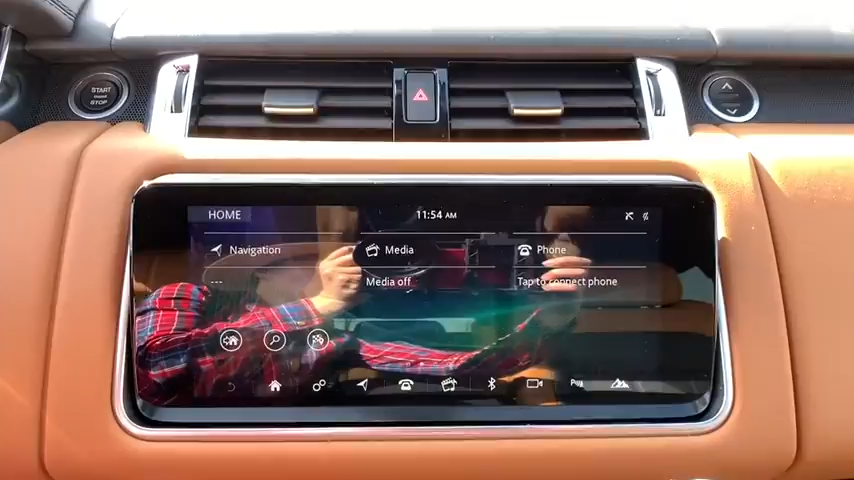 START
STOP
HOME
11:54 AM
Navigation
Media
Phone
---
Media off
Tap to connect phone